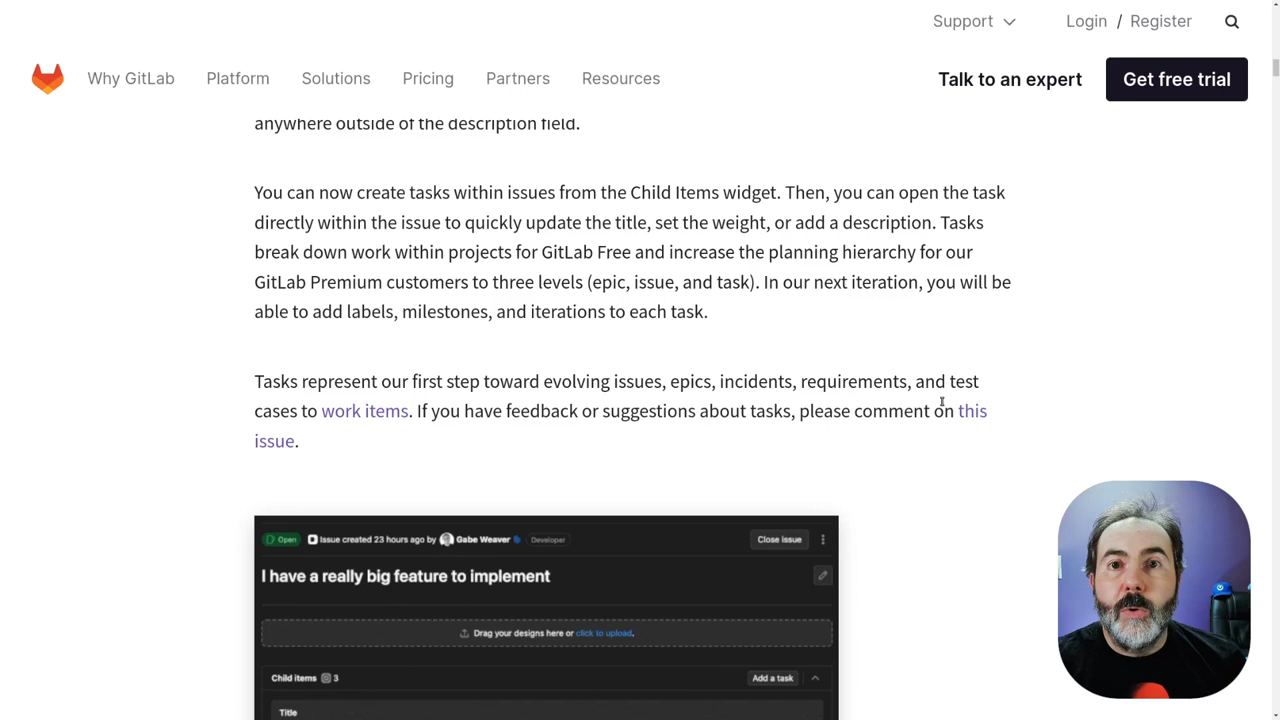 Support
Login / Register
Why GitLab Platform Solutions Pricing Partners Resources
Talk to an expert
Get free trial
anywhere outside of the description field.
You can now create tasks within issues from the Child Items widget. Then, you can open the task
directly within the issue to quickly update the title, set the weight, or add a description. Tasks
break down work within projects for GitLab Free and increase the planning hierarchy for our
GitLab Premium customers to three levels (epic, issue, and task). In our next iteration, you will be
able to add labels, milestones, and iterations to each task.
Tasks represent our first step toward evolving issues, epics, incidents, requirements, and test
cases to work items. If you have feedback or suggestions about tasks, please comment on this
issue.
Open Issue created 23 hours ago by Gabe Weaver Developer
Close issue
I have a really big feature to implement
Drag your designs here or click to upload.
Child items 3
Add a task
Title